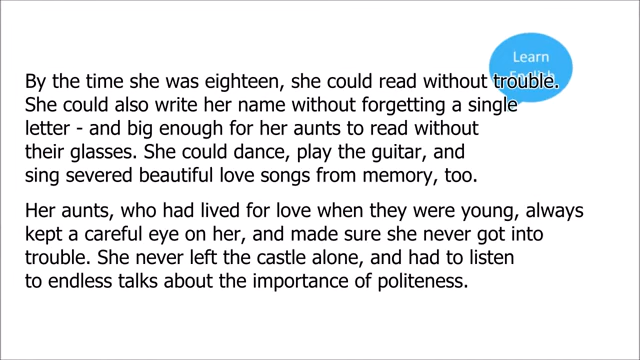 Learn
English
By the time she was eighteen, she could read without trouble.
She could also write her name without forgetting a single
letter - and big enough for her aunts to read without
their glasses. She could dance, play the guitar, and
sing severed beautiful love songs from memory, too.
Her aunts, who had lived for love when they were young, always
kept a careful eye on her, and made sure she never got into
trouble. She never left the castle alone, and had to listen
to endless talks about the importance of politeness.